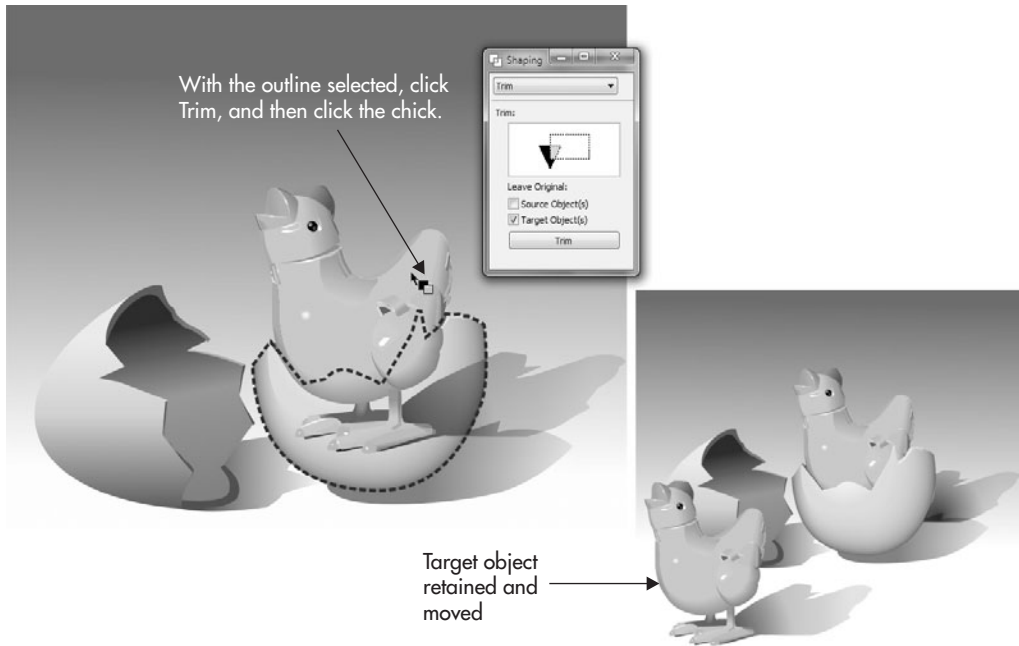 With the outline selected, click
Trim, and then click the chick.
Shaping
Trim
Trim:
Leave Original:
Source Object(s)
Target Object(s)
Trim
Target object
retained and
moved